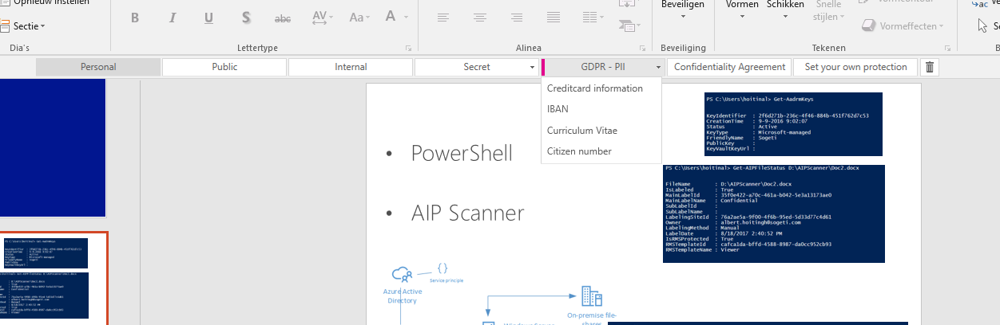 Opnieuw instellen
Sectie
Dia's
B I U S abc AV Aa A
Lettertype
Alinea
Beveiligen
Beveiliging
Vormen
Schikken
Snelle
stijlen
Vormcontour
Vormeffecten
Tekenen
Personal
Public
Internal
Secret
GDPR - PII
Confidentiality Agreement
Set your own protection
Creditcard information
IBAN
Curriculum Vitae
Citizen number
• PowerShell
• AIP Scanner
PS C:\Users\hoitinal> Get-AadrmKeys
KeyIdentifier : 2f6d271b-236c-4f46-884b-451f762d7c53
CreationTime : 9-9-2016 9:02:07
Status : Active
KeyType : Microsoft-managed
FriendlyName : Sogeti
PublicKey :
KeyVaultKeyUrl :
PS C:\Users\hoitinal> Get-AIPFileStatus D:\AIPScanner\Doc2.docx
FileName : D:\AIPScanner\Doc2.docx
IsLabeled : True
MainLabelId : 35f0e422-a70c-461a-b042-5e3a13173ae0
MainLabelName : Confidential
SubLabelId :
SubLabelName :
LabelingSiteId : 76a2ae5a-9f00-4f6b-95ed-5d33d77c4d61
Owner : albert.hoitingh@sogeti.com
LabelingMethod : Manual
LabelDate : 8/18/2017 2:40:52 PM
IsRMSProtected : True
RMSTemplateId : cafca1da-bffd-4588-8987-da0cc952cb93
RMSTemplateName : Viewer
{ }
Service principle
Azure Active
Directory
On-premise file-
shares